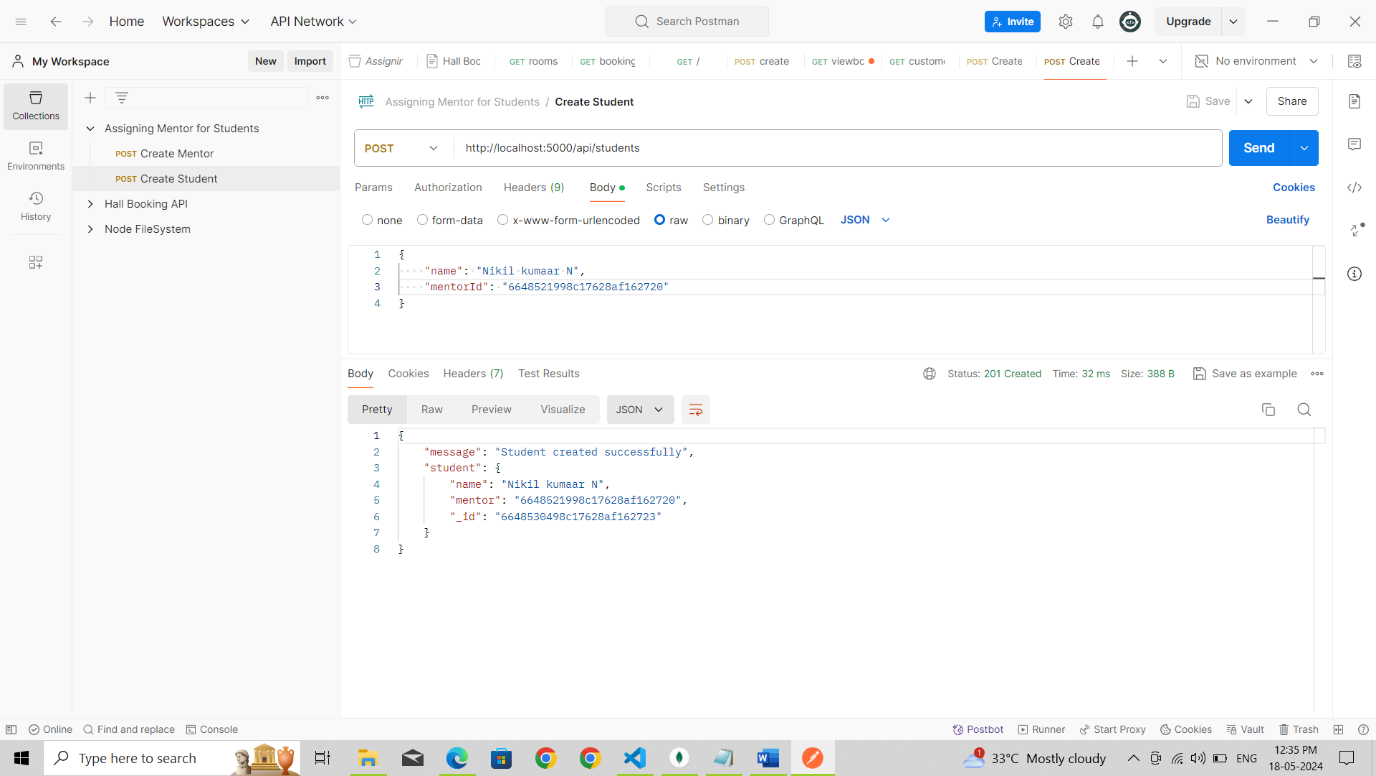 Home Workspaces API Network Search Postman Invite Upgrade
My Workspace New Import Assignir Hall Boc GET rooms GET booking GET / POST create GET viewbc GET custome POST Create POST Create No environment
Collections
Environments
History
Assigning Mentor for Students
POST Create Mentor
POST Create Student
Hall Booking API
Node FileSystem
HTTP Assigning Mentor for Students / Create Student Save Share
POST http://localhost:5000/api/students Send
Params Authorization Headers (9) Body Scripts Settings Cookies
none form-data x-www-form-urlencoded raw binary GraphQL JSON Beautify
1 {
2 "name": "Nikil kumaar N",
3 "mentorId": "6648521998c17628af162720"
4 }
Body Cookies Headers (7) Test Results Status: 201 Created Time: 32 ms Size: 388 B Save as example
Pretty Raw Preview Visualize JSON
1 {
2 "message": "Student created successfully",
3 "student": {
4 "name": "Nikil kumaar N",
5 "mentor": "6648521998c17628af162720",
6 "_id": "6648530498c17628af162723"
7 }
8 }
Online Find and replace Console Postbot Runner Start Proxy Cookies Vault Trash
Type here to search 1 33°C Mostly cloudy ENG 12:35 PM
18-05-2024